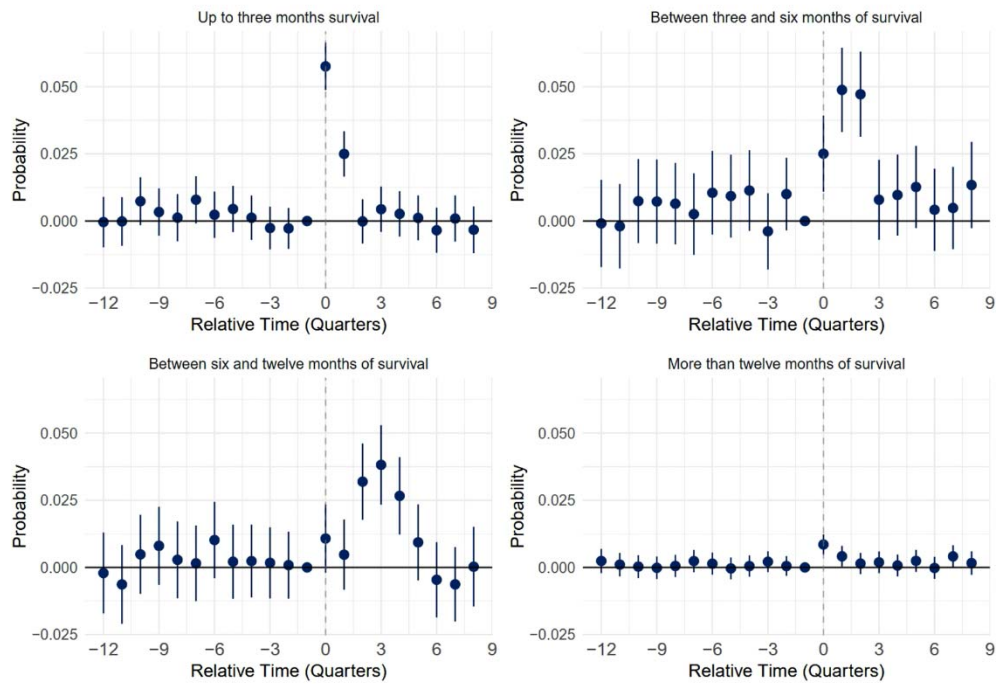 Up to three months survival
Probability
0.050
0.025
0.000
−0.025
−12 −9 −6 −3 0 3 6 9
Relative Time (Quarters)
Between three and six months of survival
Probability
0.050
0.025
0.000
−0.025
−12 −9 −6 −3 0 3 6 9
Relative Time (Quarters)
Between six and twelve months of survival
Probability
0.050
0.025
0.000
−0.025
−12 −9 −6 −3 0 3 6 9
Relative Time (Quarters)
More than twelve months of survival
Probability
0.050
0.025
0.000
−0.025
−12 −9 −6 −3 0 3 6 9
Relative Time (Quarters)